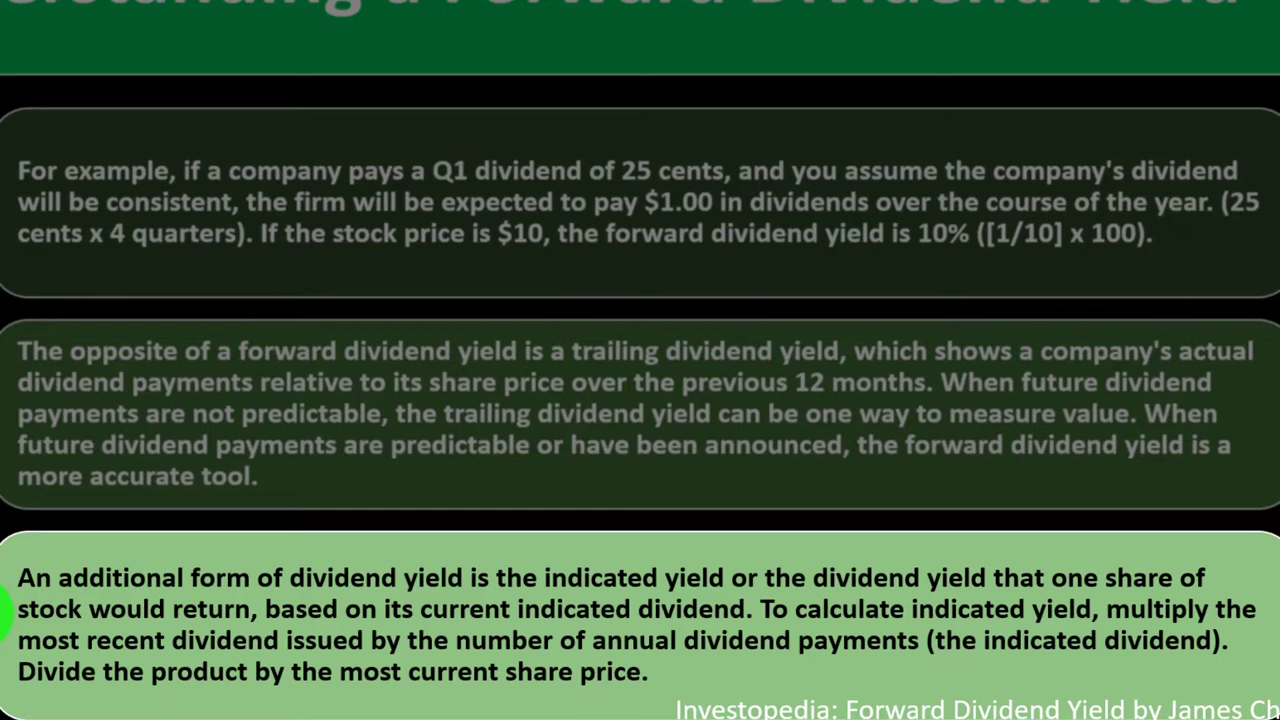 a Forward Dividend Yield
For example, if a company pays a Q1 dividend of 25 cents, and you assume the company's dividend
will be consistent, the firm will be expected to pay $1.00 in dividends over the course of the year. (25
cents x 4 quarters). If the stock price is $10, the forward dividend yield is 10% ([1/10] x 100).
The opposite of a forward dividend yield is a trailing dividend yield, which shows a company's actual
dividend payments relative to its share price over the previous 12 months. When future dividend
payments are not predictable, the trailing dividend yield can be one way to measure value. When
future dividend payments are predictable or have been announced, the forward dividend yield is a
more accurate tool.
An additional form of dividend yield is the indicated yield or the dividend yield that one share of
stock would return, based on its current indicated dividend. To calculate indicated yield, multiply the
most recent dividend issued by the number of annual dividend payments (the indicated dividend).
Divide the product by the most current share price.
Investopedia: Forward Dividend Yield by James Ch